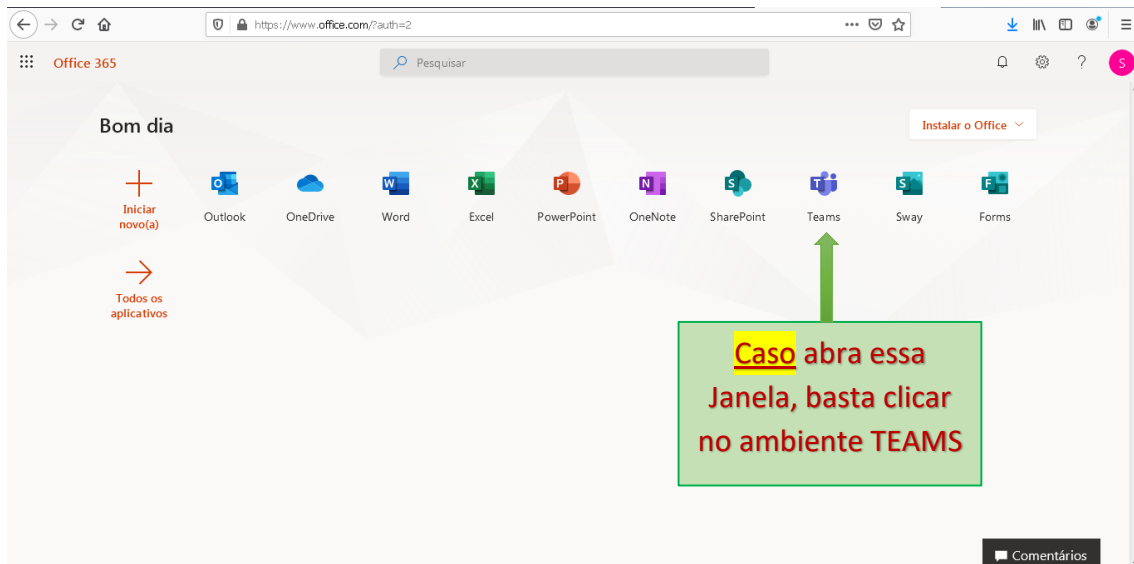 https://www.office.com/?auth=2
Office 365
Pesquisar
?
S
Bom dia
Instalar o Office
Iniciar
novo(a)
Outlook
OneDrive
Word
Excel
PowerPoint
OneNote
SharePoint
Teams
Sway
Forms
Todos os
aplicativos
Caso abra essa
Janela, basta clicar
no ambiente TEAMS
Comentários